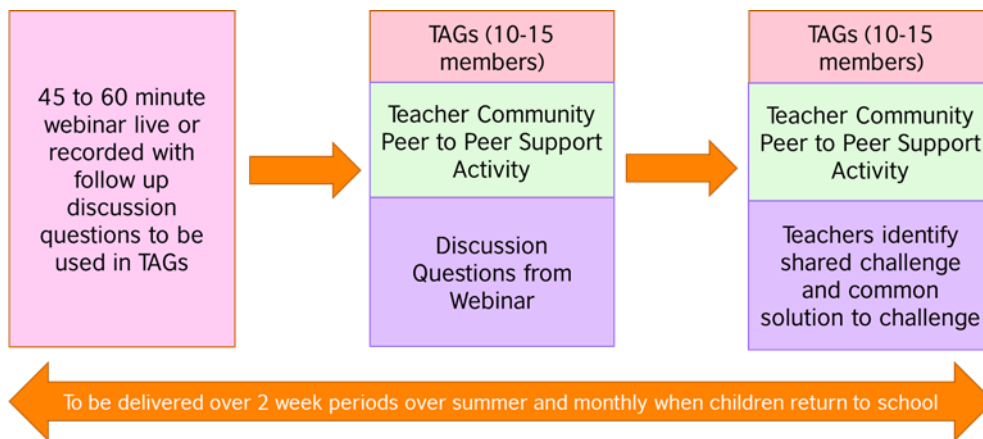 45 to 60 minute
webinar live or
recorded with
follow up
discussion
questions to be
used in TAGs
TAGs (10-15
members)
Teacher Community
Peer to Peer Support
Activity
Discussion
Questions from
Webinar
TAGs (10-15
members)
Teacher Community
Peer to Peer Support
Activity
Teachers identify
shared challenge
and common
solution to challenge
To be delivered over 2 week periods over summer and monthly when children return to school